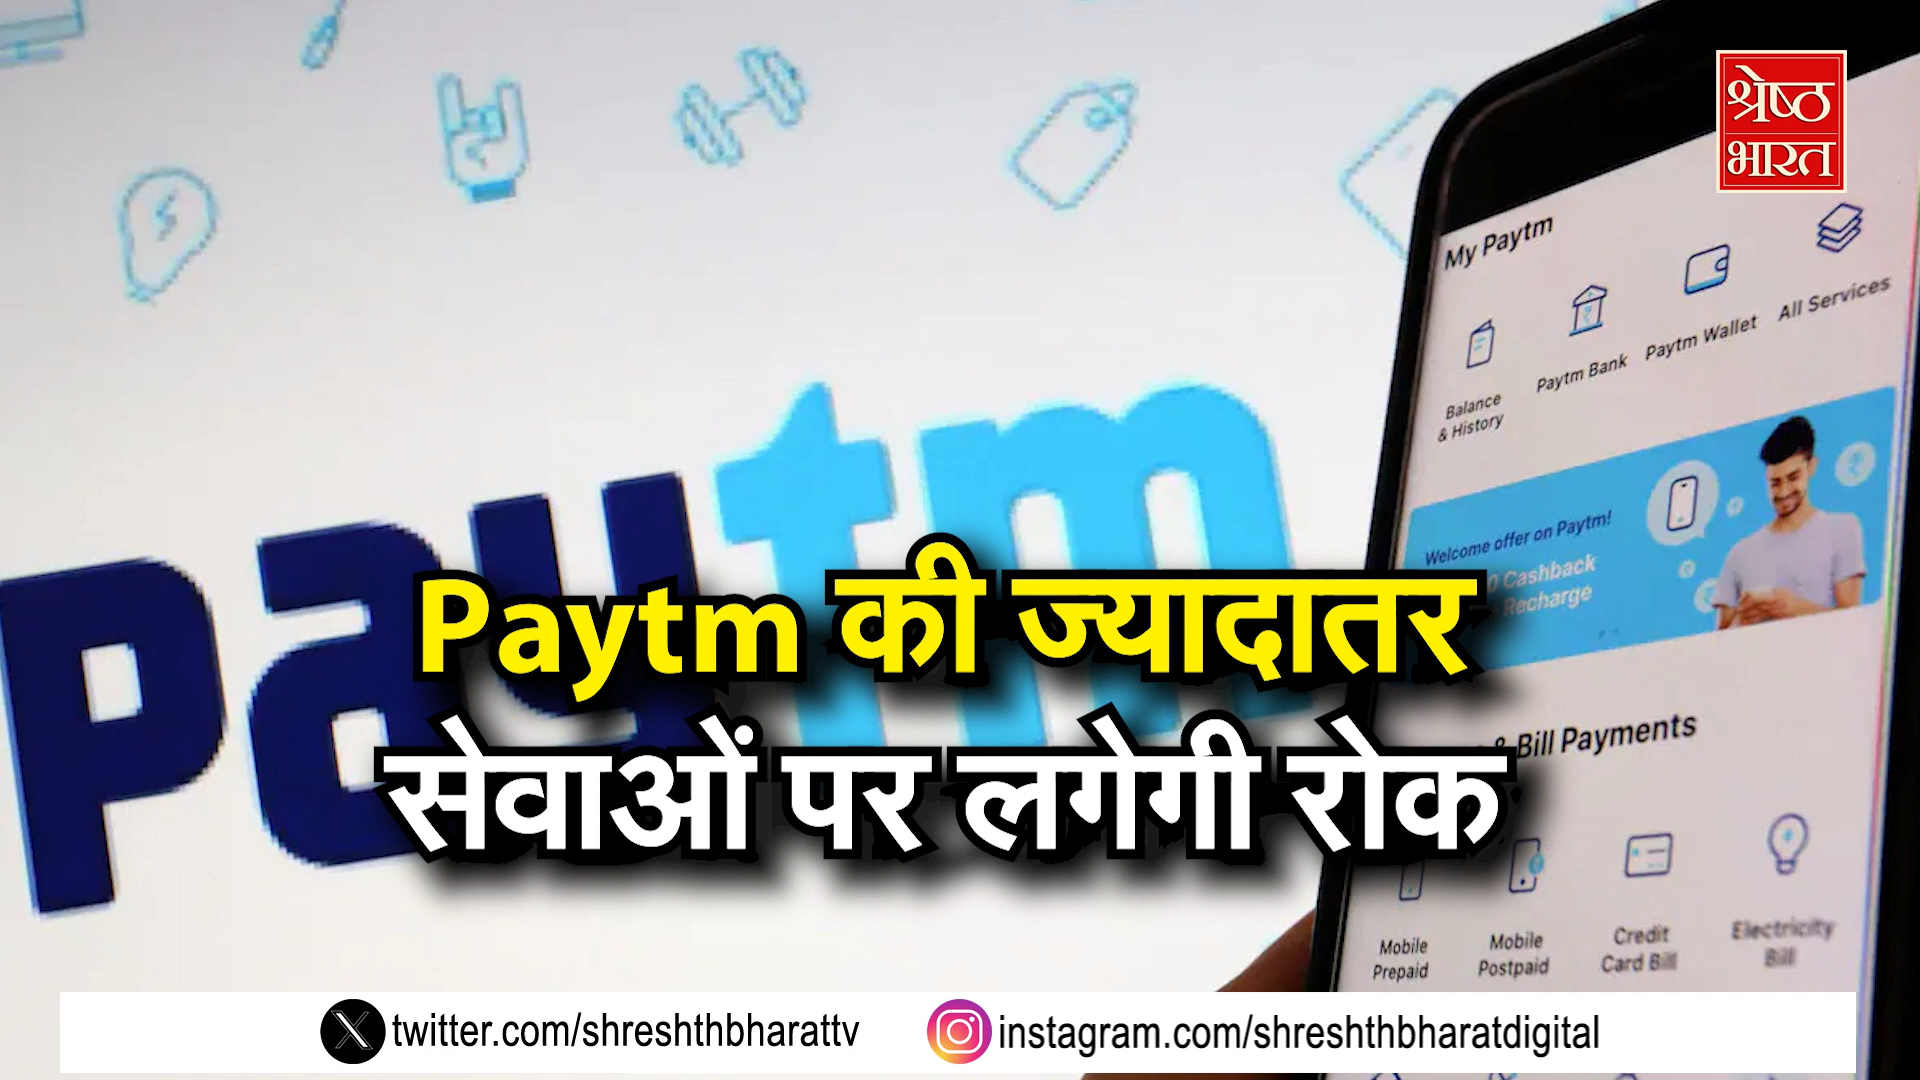 श्रेष्ठ
भारत
My Paytm
Balance
& History
Paytm Bank
Paytm Wallet
All Services
paytm
Welcome offer on Paytm!
Cashback
Recharge
Paytm की ज्यादातर
सेवाओं पर लगेगी रोक
& Bill Payments
Mobile
Prepaid
Mobile
Postpaid
Credit
Card Bill
Electricity
Bill
twitter.com/shreshthbharattv
instagram.com/shreshthbharatdigital